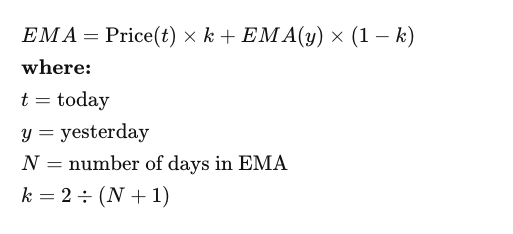 EMA = Price(t) × k + EMA(y) × (1 − k)
where:
t = today
y = yesterday
N = number of days in EMA
k = 2 ÷ (N + 1)